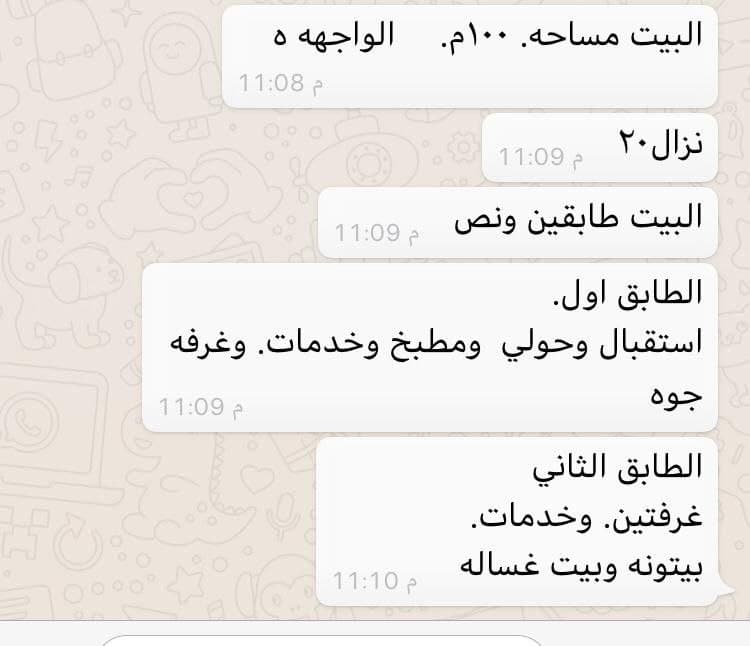 البيت مساحه. ١٠٠م. الواجهه ٥
11:08 م
نزال٢٠
11:09 م
البيت طابقين ونص
11:09 م
الطابق اول.
استقبال وحولي ومطبخ وخدمات. وغرفه
جوه
11:09 م
الطابق الثاني
غرفتين. وخدمات.
بيتونه وبيت غساله
11:10 م